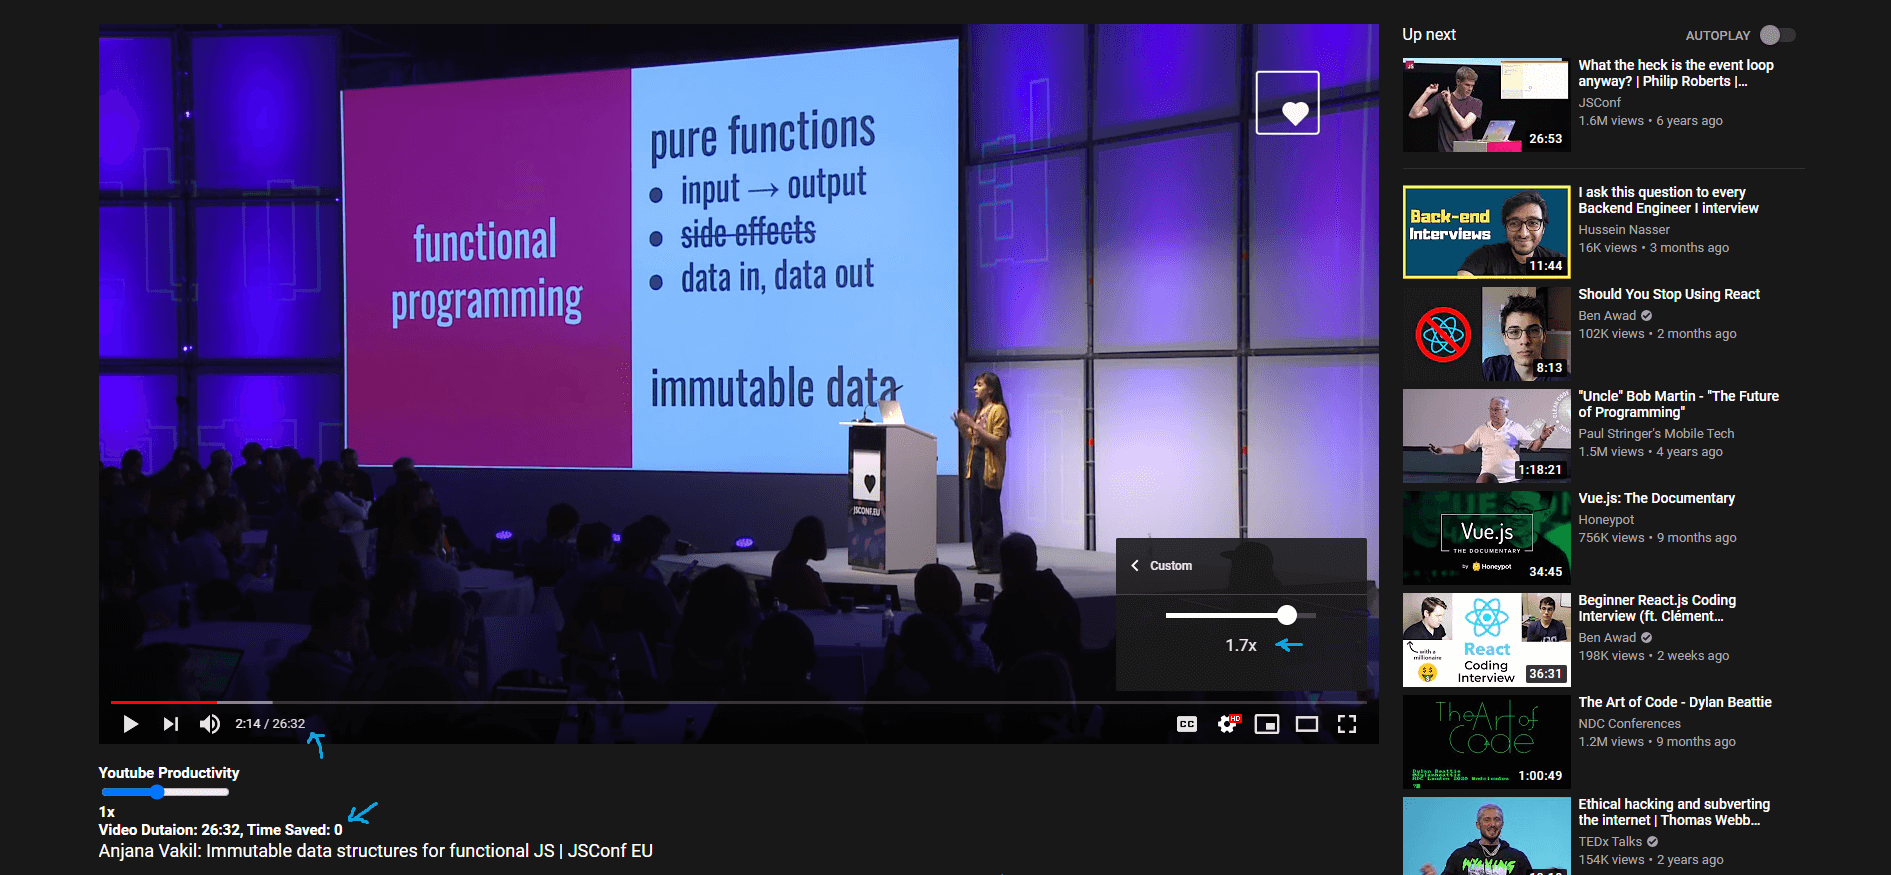 functional
programming
pure functions
input → output
side effects
data in, data out
immutable data
JSCONF.EU
Custom
1.7x
2:14 / 26:32
CC
HD
Youtube Productivity
1x
Video Dutaion: 26:32, Time Saved: 0
Anjana Vakil: Immutable data structures for functional JS | JSConf EU
Up next
AUTOPLAY
JS
26:53
What the heck is the event loop
anyway? | Philip Roberts |...
JSConf
1.6M views • 6 years ago
Back-end
Interviews
11:44
I ask this question to every
Backend Engineer I interview
Hussein Nasser
16K views • 3 months ago
8:13
Should You Stop Using React
Ben Awad
102K views • 2 months ago
1:18:21
"Uncle" Bob Martin - "The Future
of Programming"
Paul Stringer's Mobile Tech
1.5M views • 4 years ago
Vue.js
THE DOCUMENTARY
by Honeypot
34:45
Vue.js: The Documentary
Honeypot
756K views • 9 months ago
with a
millionaire
React
Coding
Interview
36:31
Beginner React.js Coding
Interview (ft. Clément...
Ben Awad
198K views • 2 weeks ago
The Art of
Code
Dylan Beattie
1:00:49
The Art of Code - Dylan Beattie
NDC Conferences
1.2M views • 9 months ago
Ethical hacking and subverting
the internet | Thomas Webb...
TEDx Talks
154K views • 2 years ago